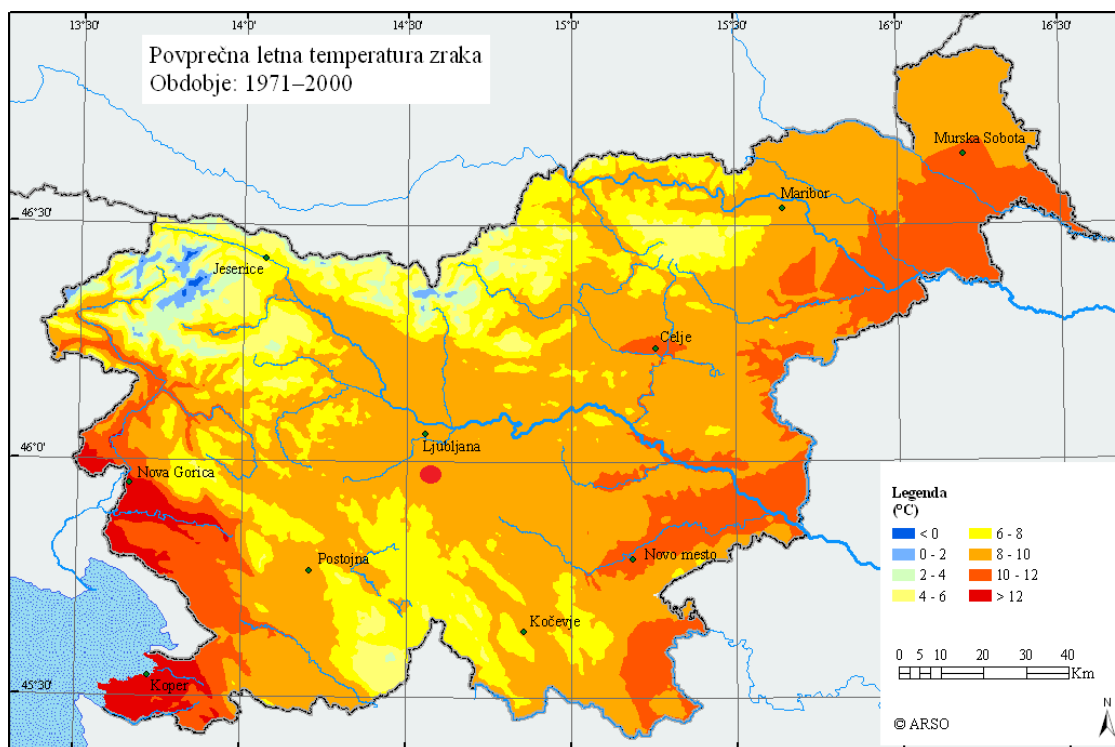 13°30'
14°0'
14°30'
15°0'
15°30'
16°0'
16°30'
Povprečna letna temperatura zraka
Obdobje: 1971–2000
Murska Sobota
Maribor
46°30'
Jesenice
Celje
Ljubljana
46°0'
Nova Gorica
Postojna
Novo mesto
Kočevje
Koper
45°30'
Legenda
(°C)
< 0
6 - 8
0 - 2
8 - 10
2 - 4
10 - 12
4 - 6
> 12
0 5 10 20 30 40
Km
N
© ARSO